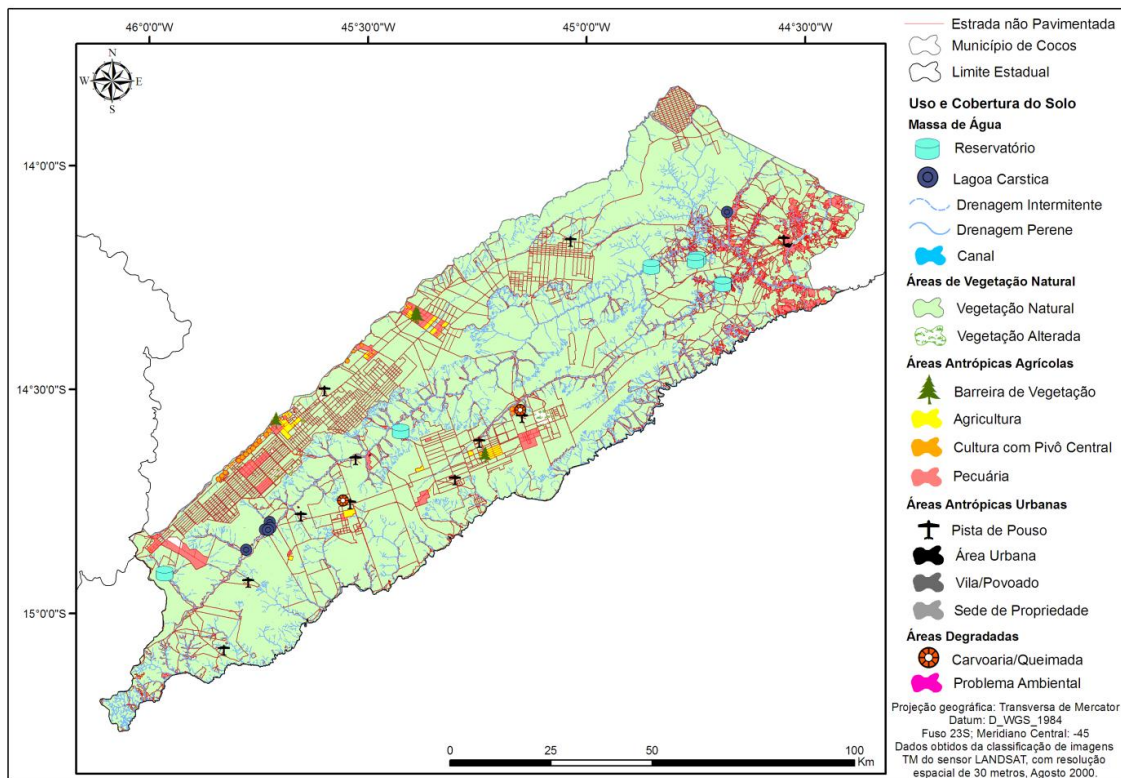 46°0'0"W
45°30'0"W
45°0'0"W
44°30'0"W
N
W
E
S
14°0'0"S
14°30'0"S
15°0'0"S
0
25
50
100
Km
Estrada não Pavimentada
Município de Cocos
Limite Estadual
Uso e Cobertura do Solo
Massa de Água
Reservatório
Lagoa Carstica
Drenagem Intermitente
Drenagem Perene
Canal
Áreas de Vegetação Natural
Vegetação Natural
Vegetação Alterada
Áreas Antrópicas Agrícolas
Barreira de Vegetação
Agricultura
Cultura com Pivô Central
Pecuária
Áreas Antrópicas Urbanas
Pista de Pouso
Área Urbana
Vila/Povoado
Sede de Propriedade
Áreas Degradadas
Carvoaria/Queimada
Problema Ambiental
Projeção geográfica: Transversa de Mercator
Datum: D_WGS_1984
Fuso 23S; Meridiano Central: -45
Dados obtidos da classificação de imagens
TM do sensor LANDSAT, com resolução
espacial de 30 metros, Agosto 2000.